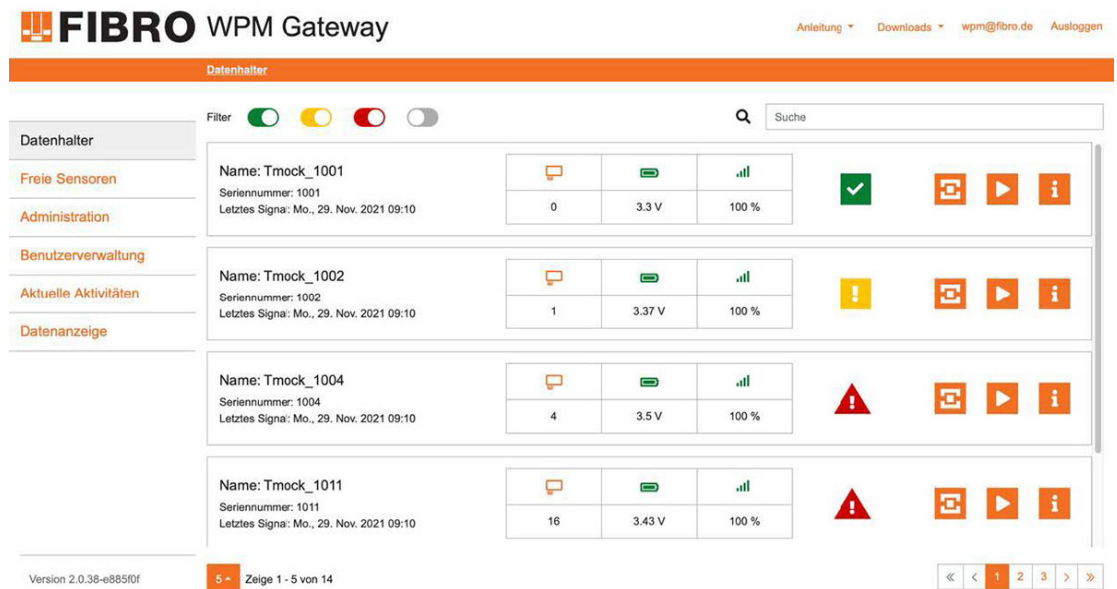 FIBRO WPM Gateway
Anleitung Downloads wpm@fibro.de Ausloggen
Datenhalter
Filter Suche
Datenhalter
Freie Sensoren
Administration
Benutzerverwaltung
Aktuelle Aktivitäten
Datenanzeige
Name: Tmock_1001
Seriennummer: 1001
Letztes Signal: Mo., 29. Nov. 2021 09:10
0 3.3 V 100 %
Name: Tmock_1002
Seriennummer: 1002
Letztes Signal: Mo., 29. Nov. 2021 09:10
1 3.37 V 100 %
Name: Tmock_1004
Seriennummer: 1004
Letztes Signal: Mo., 29. Nov. 2021 09:10
4 3.5 V 100 %
Name: Tmock_1011
Seriennummer: 1011
Letztes Signal: Mo., 29. Nov. 2021 09:10
16 3.43 V 100 %
Version 2.0.38-e885f0f
5 Zeige 1 - 5 von 14
« < 1 2 3 > »